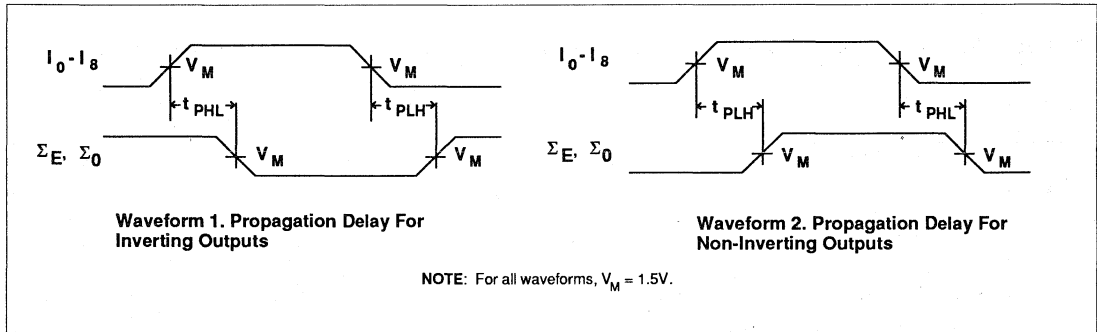 I0-I8
VM
VM
tPHL
tPLH
ΣE, Σ0
VM
VM
Waveform 1. Propagation Delay For
Inverting Outputs
I0-I8
VM
VM
tPLH
tPHL
ΣE, Σ0
VM
VM
Waveform 2. Propagation Delay For
Non-Inverting Outputs
NOTE: For all waveforms, VM = 1.5V.